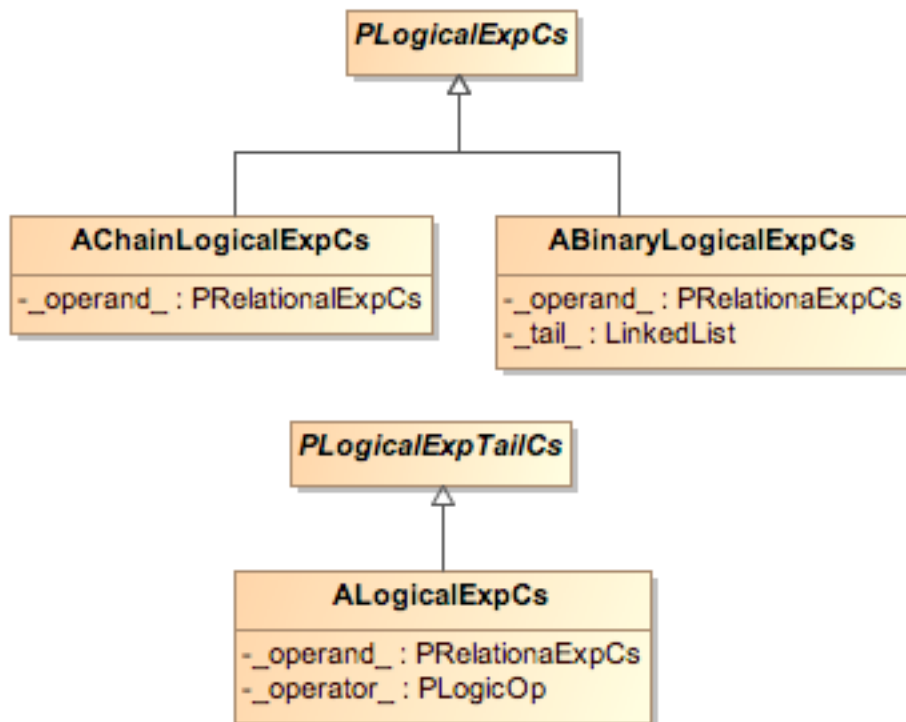 PLogicalExpCs
AChainLogicalExpCs
-_operand_ : PRelationalExpCs
ABinaryLogicalExpCs
-_operand_ : PRelationaExpCs
-_tail_ : LinkedList
PLogicalExpTailCs
ALogicalExpCs
-_operand_ : PRelationaExpCs
-_operator_ : PLogicOp